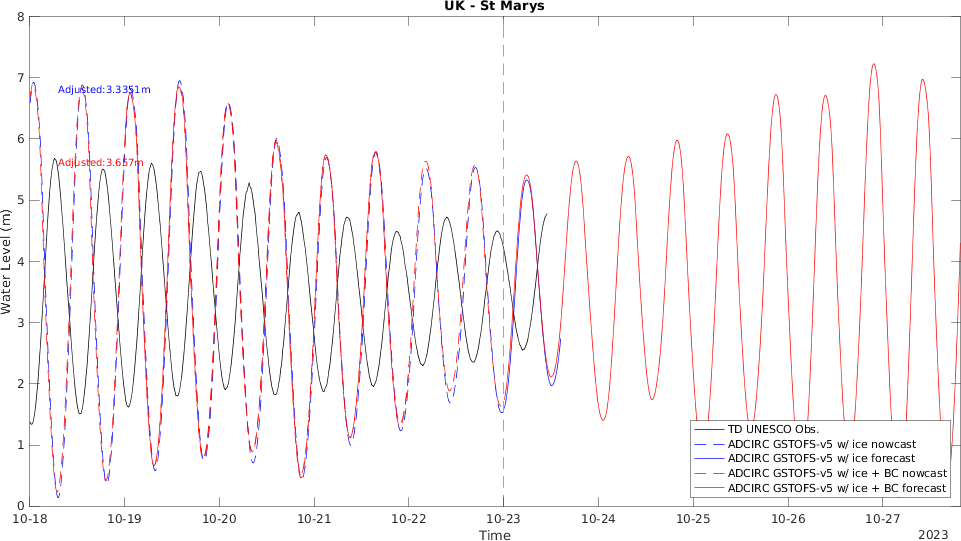 UK - St Marys
8
7
6
5
4
3
2
1
0
Water Level (m)
Adjusted:3.3351m
Adjusted:3.657m
TD UNESCO Obs.
ADCIRC GSTOFS-v5 w/ ice nowcast
ADCIRC GSTOFS-v5 w/ ice forecast
ADCIRC GSTOFS-v5 w/ ice + BC nowcast
ADCIRC GSTOFS-v5 w/ ice + BC forecast
10-18 10-19 10-20 10-21 10-22 10-23 10-24 10-25 10-26 10-27
Time
2023